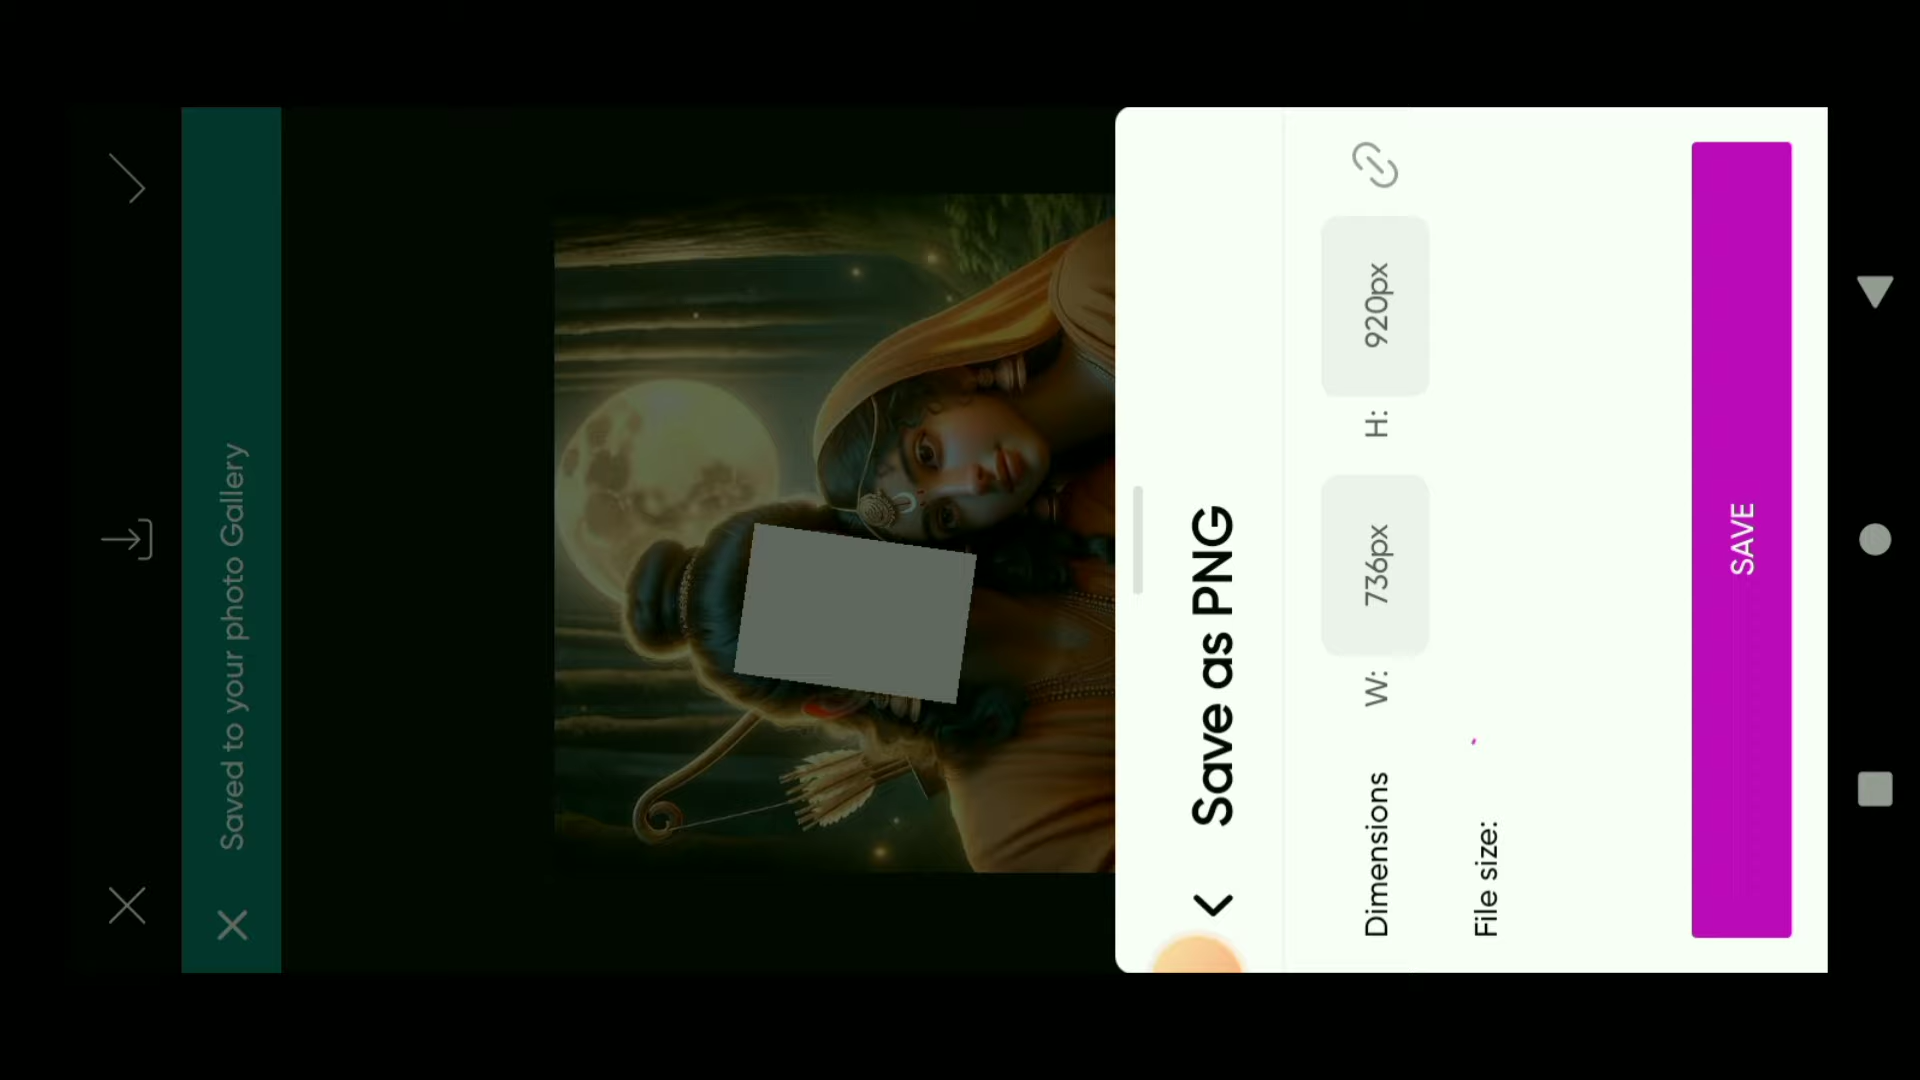 Saved to your photo Gallery
Save as PNG
Dimensions W: 736px H: 920px
File size:
SAVE